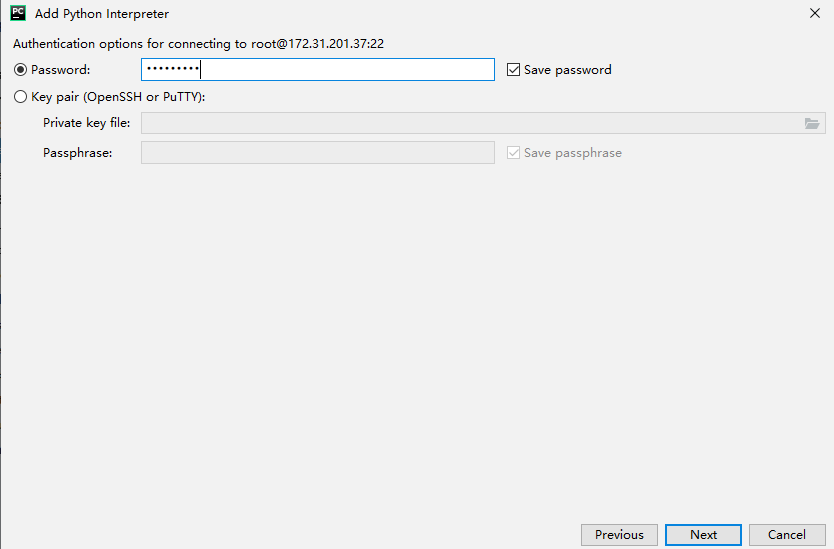 PC Add Python Interpreter
Authentication options for connecting to root@172.31.201.37:22
Password: ••••••••• Save password
Key pair (OpenSSH or PuTTY):
Private key file:
Passphrase: Save passphrase
Previous Next Cancel